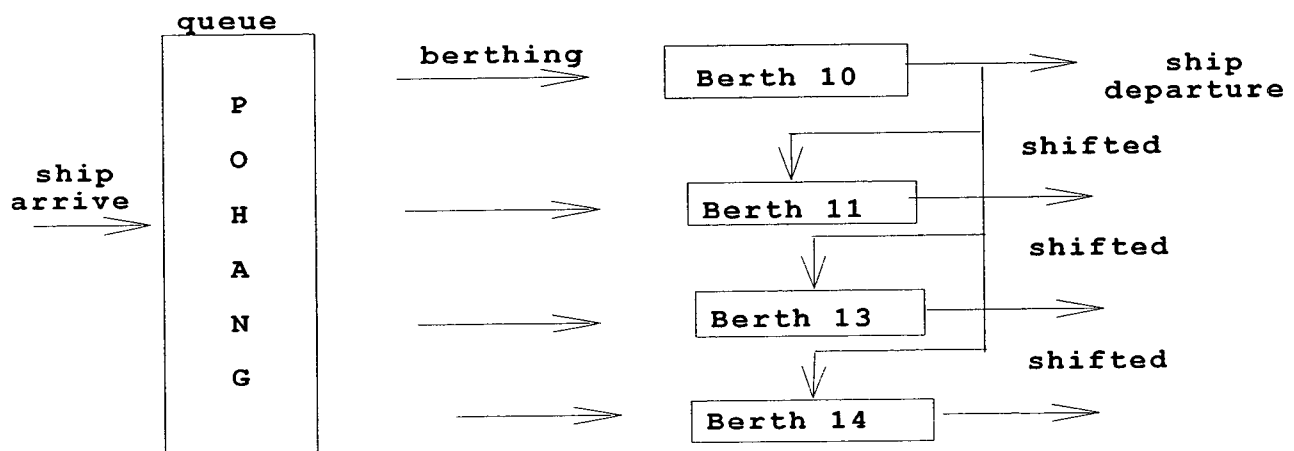 queue
berthing
Berth 10
ship
departure
P
O
H
A
N
G
ship
arrive
shifted
Berth 11
shifted
Berth 13
shifted
Berth 14